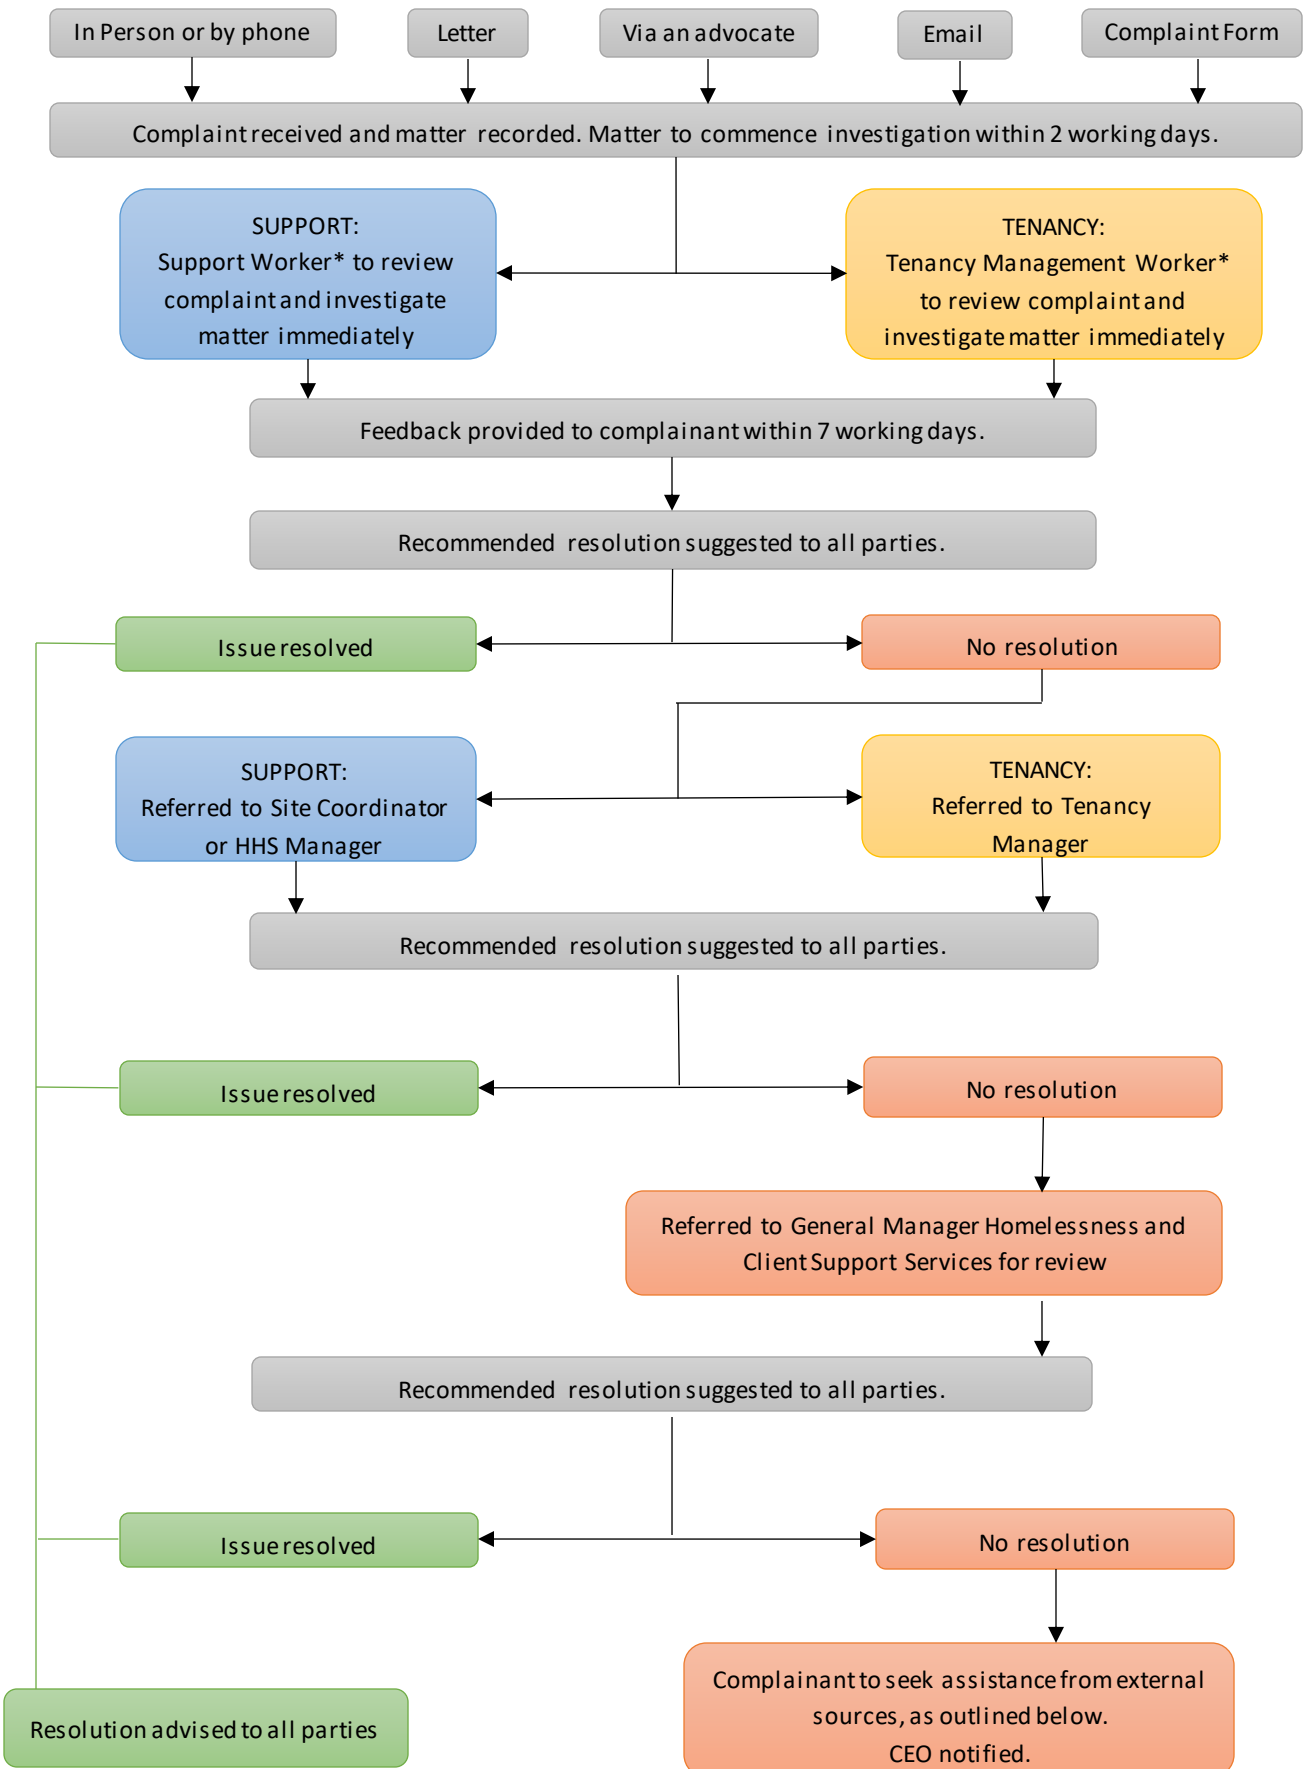 In Person or by phone
Letter
Via an advocate
Email
Complaint Form
Complaint received and matter recorded. Matter to commence investigation within 2 working days.
SUPPORT:
Support Worker* to review
complaint and investigate
matter immediately
TENANCY:
Tenancy Management Worker*
to review complaint and
investigate matter immediately
Feedback provided to complainant within 7 working days.
Recommended resolution suggested to all parties.
Issue resolved
No resolution
SUPPORT:
Referred to Site Coordinator
or HHS Manager
TENANCY:
Referred to Tenancy
Manager
Recommended resolution suggested to all parties.
Issue resolved
No resolution
Referred to General Manager Homelessness and
Client Support Services for review
Recommended resolution suggested to all parties.
Issue resolved
No resolution
Resolution advised to all parties
Complainant to seek assistance from external
sources, as outlined below.
CEO notified.